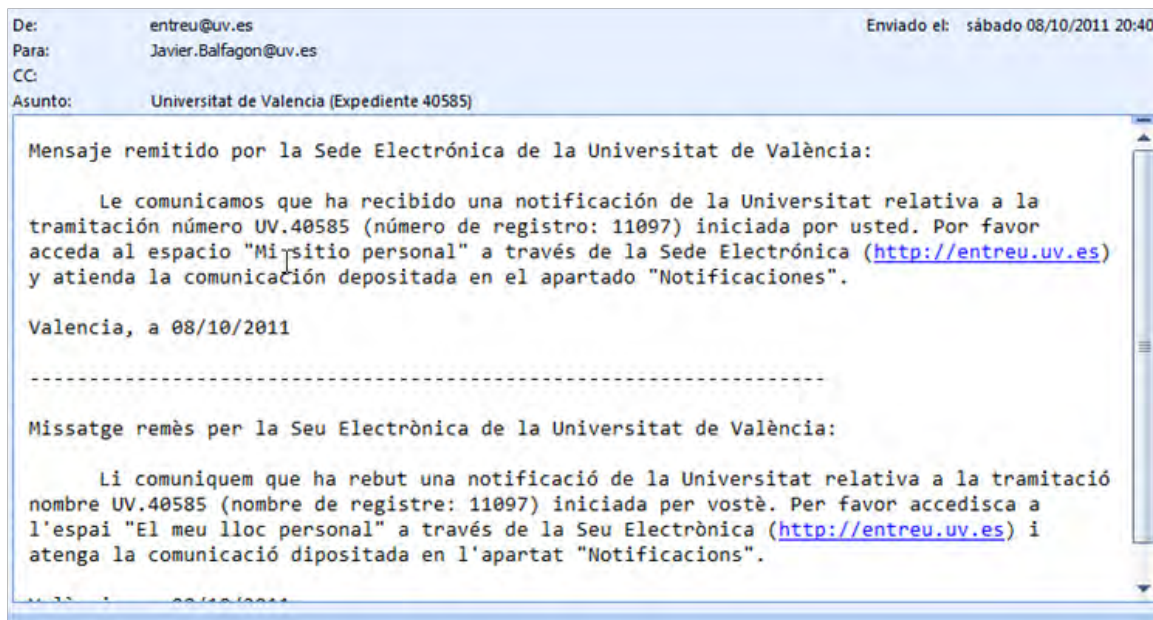 De: entreu@uv.es Enviado el: sábado 08/10/2011 20:40
Para: Javier.Balfagon@uv.es
CC:
Asunto: Universitat de Valencia (Expediente 40585)
Mensaje remitido por la Sede Electrónica de la Universitat de València:
Le comunicamos que ha recibido una notificación de la Universitat relativa a la
tramitación número UV.40585 (número de registro: 11097) iniciada por usted. Por favor
acceda al espacio "Mi sitio personal" a través de la Sede Electrónica (http://entreu.uv.es)
y atienda la comunicación depositada en el apartado "Notificaciones".
Valencia, a 08/10/2011
-------------------------------------------------------------------
Missatge remès per la Seu Electrònica de la Universitat de València:
Li comuniquem que ha rebut una notificació de la Universitat relativa a la tramitació
nombre UV.40585 (nombre de registre: 11097) iniciada per vostè. Per favor accedisca a
l'espai "El meu lloc personal" a través de la Seu Electrònica (http://entreu.uv.es) i
atenga la comunicació dipositada en l'apartat "Notificacions".